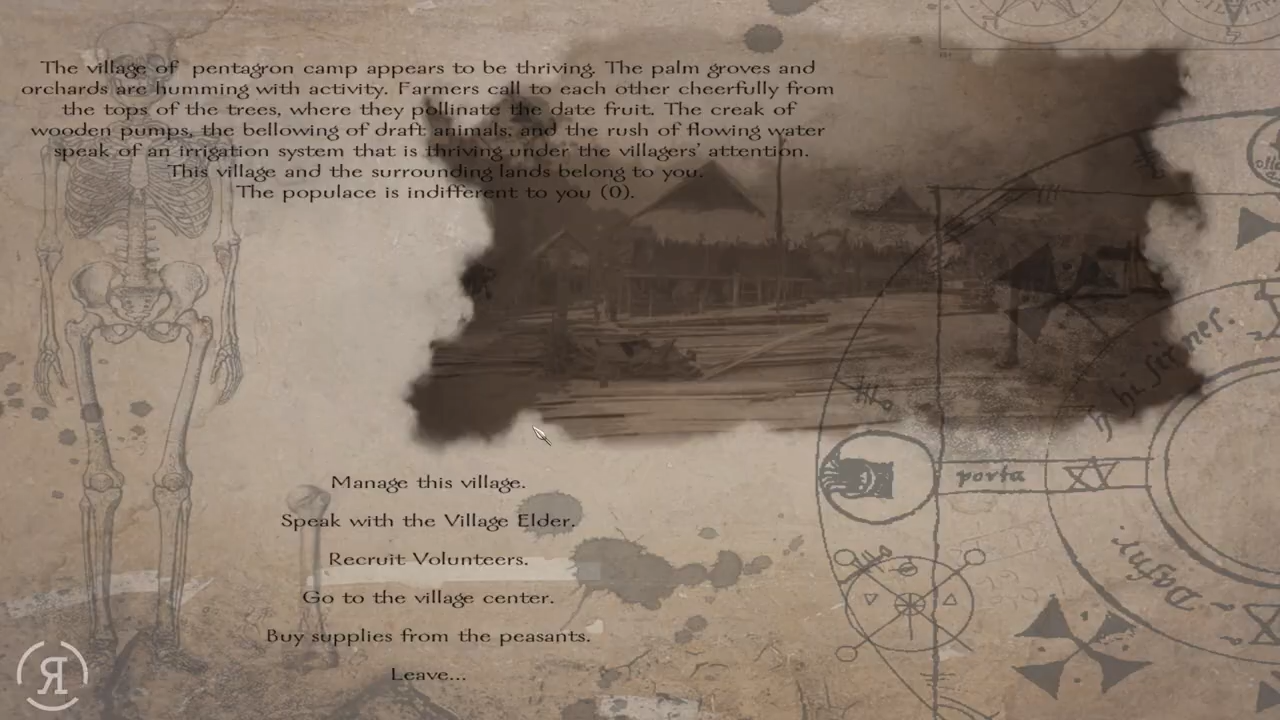 The village of  pentagron camp appears to be thriving. The palm groves and
orchards are humming with activity. Farmers call to each other cheerfully from
the tops of the trees, where they pollinate the date fruit. The creak of
wooden pumps, the bellowing of draft animals, and the rush of flowing water
speak of an irrigation system that is thriving under the villagers' attention.
This village and the surrounding lands belong to you.
The populace is indifferent to you (0).
porta
Manage this village.
Speak with the Village Elder.
Recruit Volunteers.
Go to the village center.
Buy supplies from the peasants.
Leave...